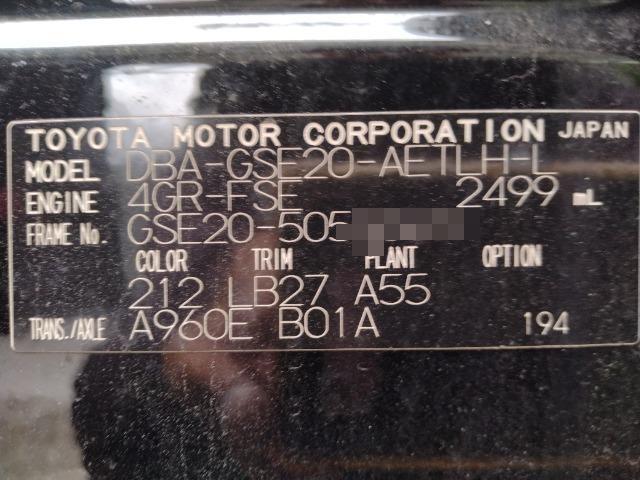 TOYOTA MOTOR CORPORATION JAPAN
MODEL DBA-GSE20-AETLH-L
ENGINE 4GR-FSE 2499 mL
FRAME No. GSE20-505
COLOR TRIM PLANT OPTION
212 LB27 A55
TRANS./AXLE A960E B01A 194